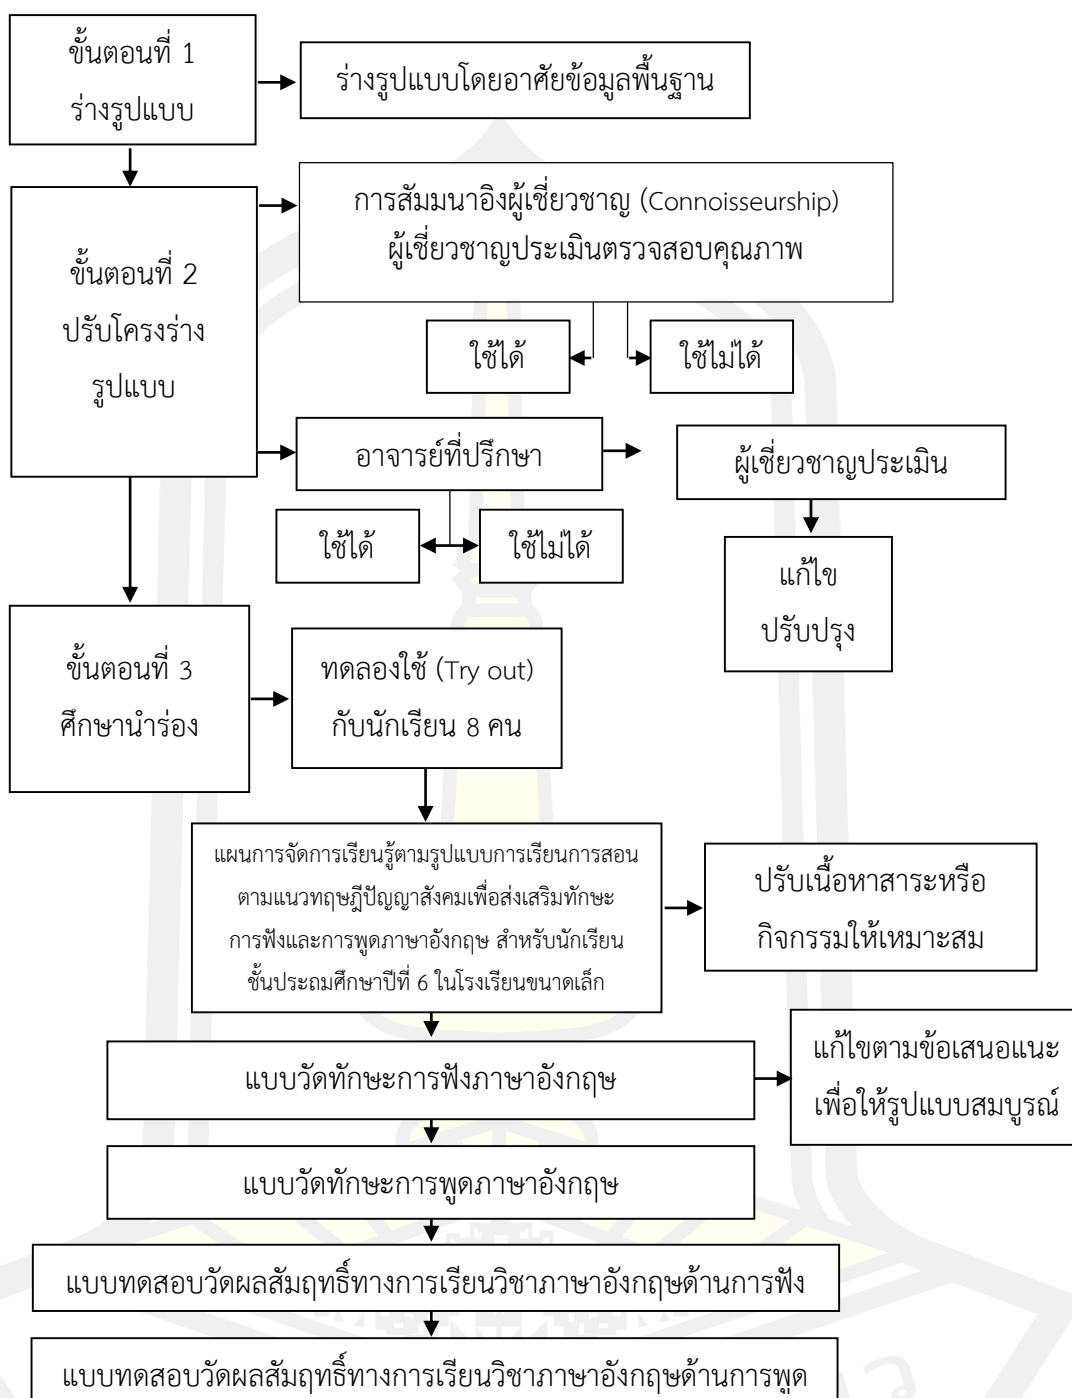 ขั้นตอนที่ 1
ร่างรูปแบบ
ร่างรูปแบบโดยอาศัยข้อมูลพื้นฐาน
ขั้นตอนที่ 2
ปรับโครงร่าง
รูปแบบ
การสัมมนาอิงผู้เชี่ยวชาญ (Connoisseurship)
ผู้เชี่ยวชาญประเมินตรวจสอบคุณภาพ
ใช้ได้
ใช้ไม่ได้
อาจารย์ที่ปรึกษา
ผู้เชี่ยวชาญประเมิน
ใช้ได้
ใช้ไม่ได้
แก้ไข
ปรับปรุง
ขั้นตอนที่ 3
ศึกษานำร่อง
ทดลองใช้ (Try out)
กับนักเรียน 8 คน
แผนการจัดการเรียนรู้ตามรูปแบบการเรียนการสอน
ตามแนวทฤษฎีปัญญาสังคมเพื่อส่งเสริมทักษะ
การฟังและการพูดภาษาอังกฤษ สำหรับนักเรียน
ชั้นประถมศึกษาปีที่ 6 ในโรงเรียนขนาดเล็ก
ปรับเนื้อหาสาระหรือ
กิจกรรมให้เหมาะสม
แบบวัดทักษะการฟังภาษาอังกฤษ
แก้ไขตามข้อเสนอแนะ
เพื่อให้รูปแบบสมบูรณ์
แบบวัดทักษะการพูดภาษาอังกฤษ
แบบทดสอบวัดผลสัมฤทธิ์ทางการเรียนวิชาภาษาอังกฤษด้านการฟัง
แบบทดสอบวัดผลสัมฤทธิ์ทางการเรียนวิชาภาษาอังกฤษด้านการพูด